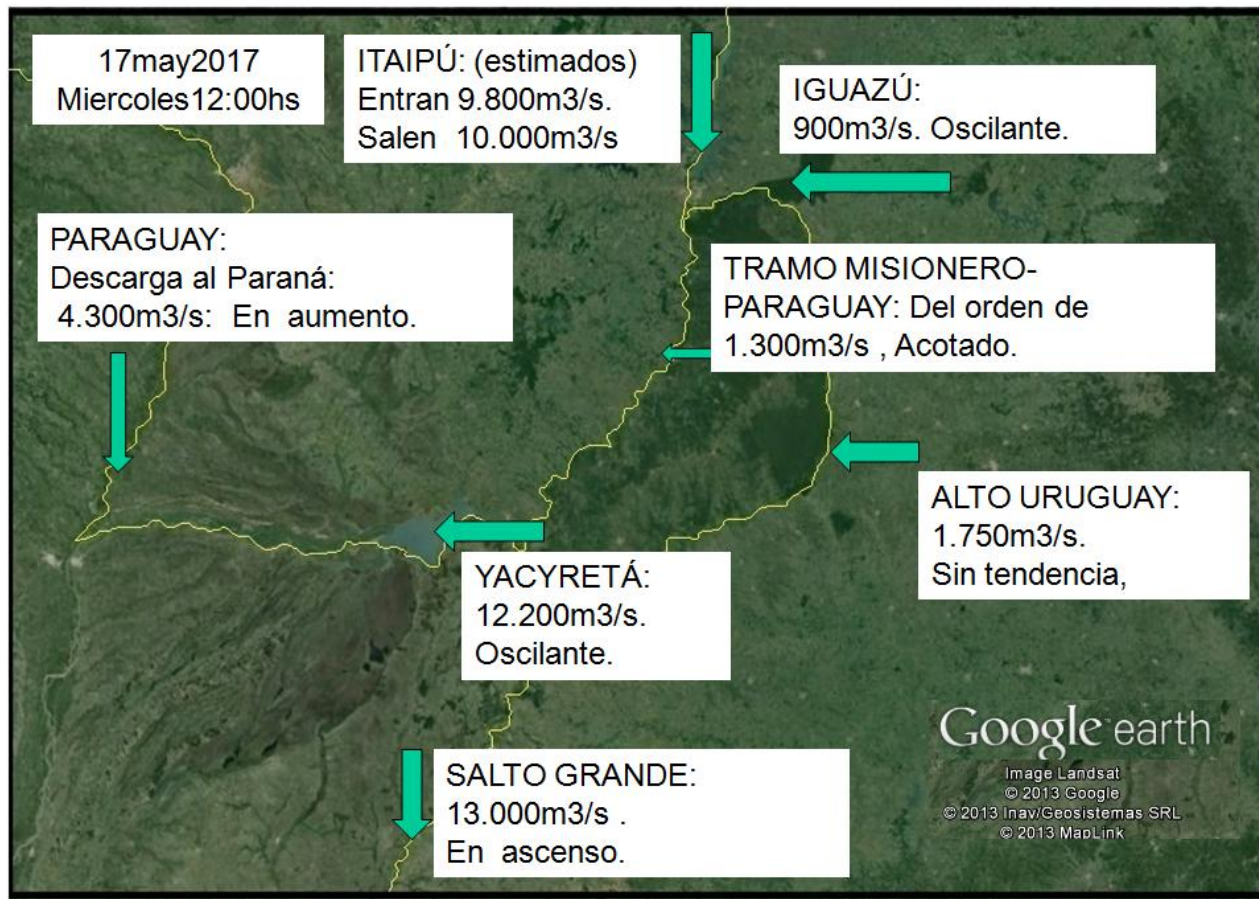 17may2017
Miercoles12:00hs
ITAIPÚ: (estimados)
Entran 9.800m3/s.
Salen 10.000m3/s
IGUAZÚ:
900m3/s. Oscilante.
PARAGUAY:
Descarga al Paraná:
4.300m3/s: En aumento.
TRAMO MISIONERO-
PARAGUAY: Del orden de
1.300m3/s , Acotado.
ALTO URUGUAY:
1.750m3/s.
Sin tendencia,
YACYRETÁ:
12.200m3/s.
Oscilante.
SALTO GRANDE:
13.000m3/s .
En ascenso.
Google earth
Image Landsat
© 2013 Google
© 2013 Inav/Geosistemas SRL
© 2013 MapLink